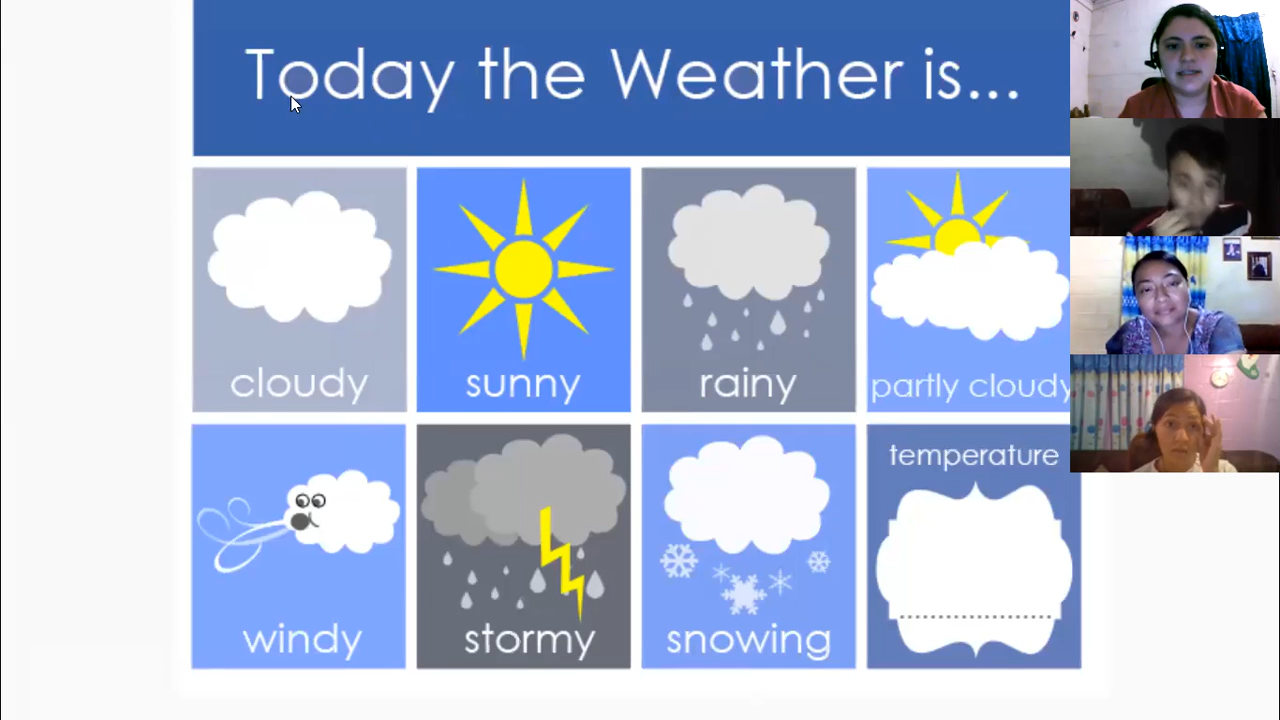 Today the Weather is...
cloudy
sunny
rainy
partly cloudy
windy
stormy
snowing
temperature